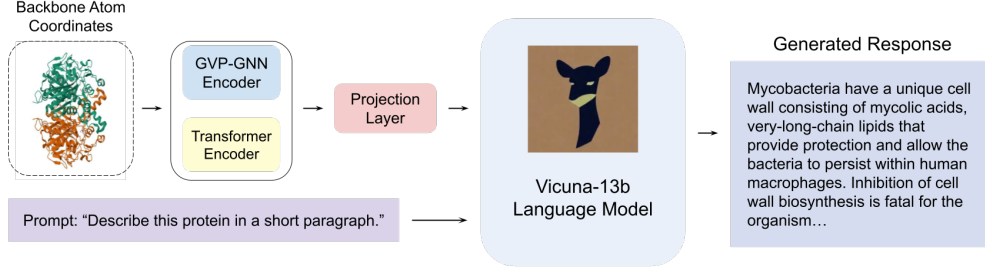 Backbone Atom
Coordinates
GVP-GNN
Encoder
Transformer
Encoder
Projection
Layer
Prompt: “Describe this protein in a short paragraph.”
Vicuna-13b
Language Model
Generated Response
Mycobacteria have a unique cell
wall consisting of mycolic acids,
very-long-chain lipids that
provide protection and allow the
bacteria to persist within human
macrophages. Inhibition of cell
wall biosynthesis is fatal for the
organism…